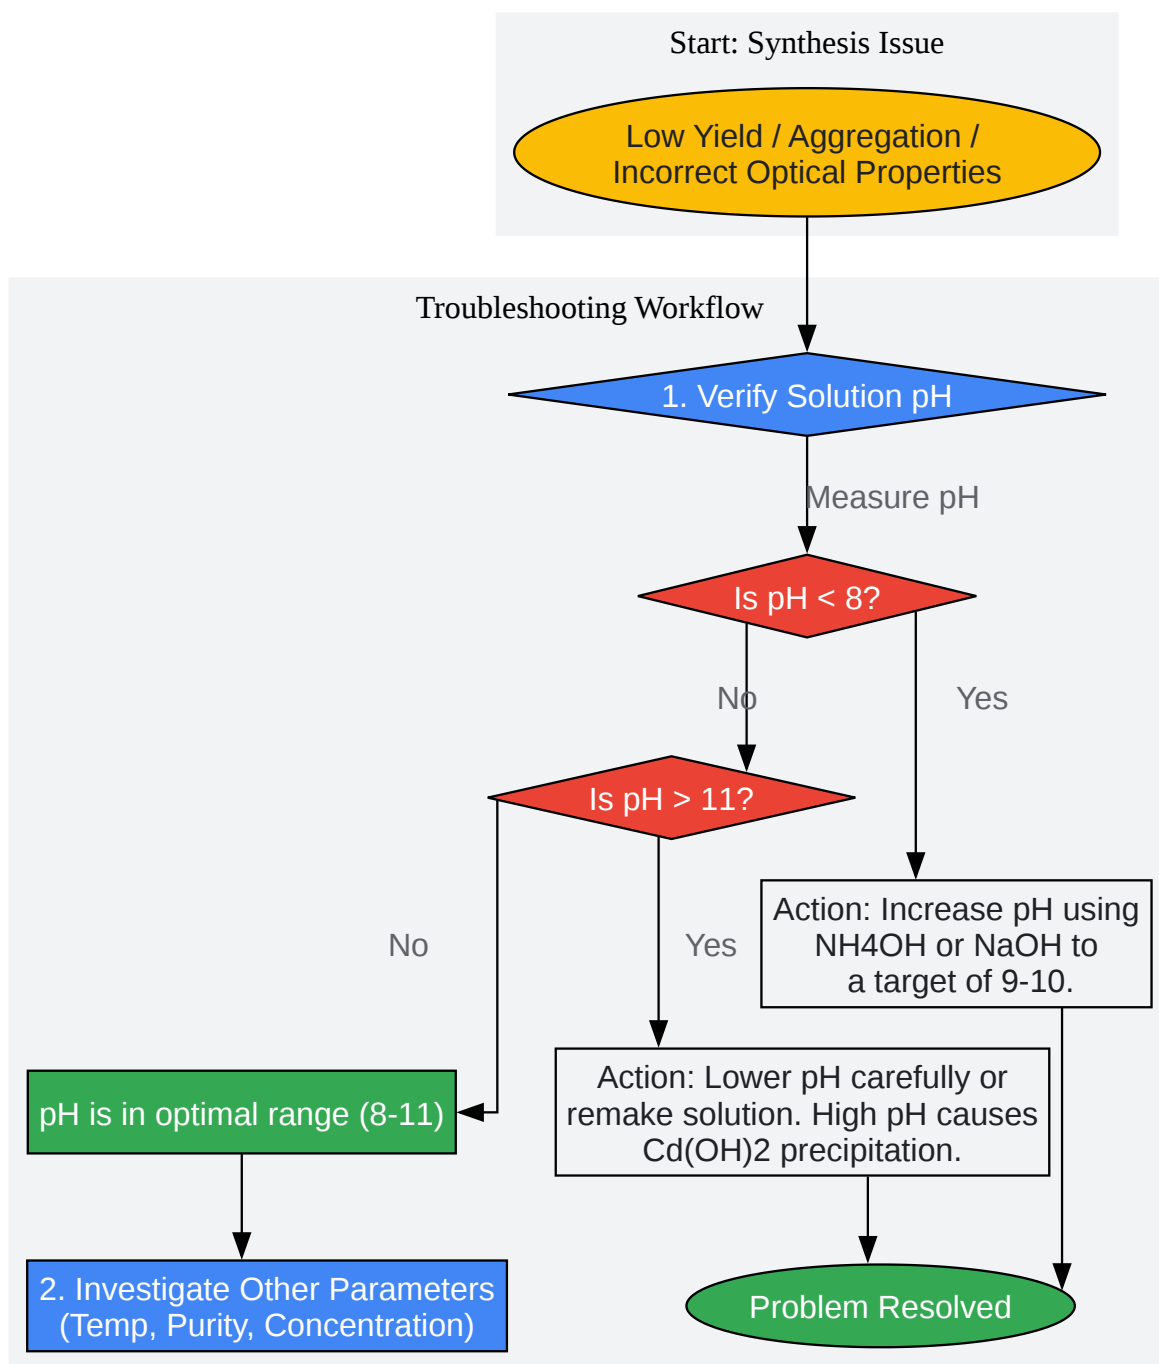 Start: Synthesis Issue
Low Yield / Aggregation /
Incorrect Optical Properties
Troubleshooting Workflow
1. Verify Solution pH
Measure pH
Is pH < 8?
No
Yes
Is pH > 11?
No
Yes
Action: Increase pH using
NH4OH or NaOH to
a target of 9-10.
Action: Lower pH carefully or
remake solution. High pH causes
Cd(OH)2 precipitation.
pH is in optimal range (8-11)
2. Investigate Other Parameters
(Temp, Purity, Concentration)
Problem Resolved